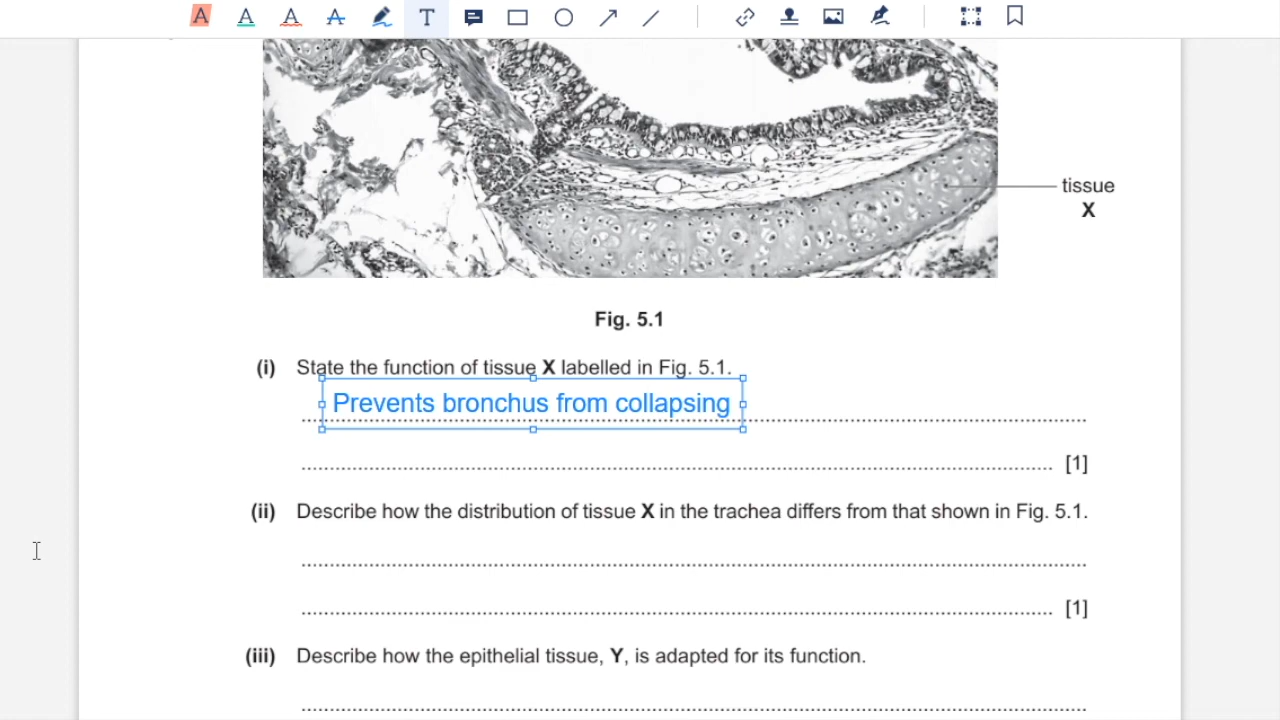 tissue
X
Fig. 5.1
(i) State the function of tissue X labelled in Fig. 5.1.
Prevents bronchus from collapsing
[1]
(ii) Describe how the distribution of tissue X in the trachea differs from that shown in Fig. 5.1.
[1]
(iii) Describe how the epithelial tissue, Y, is adapted for its function.